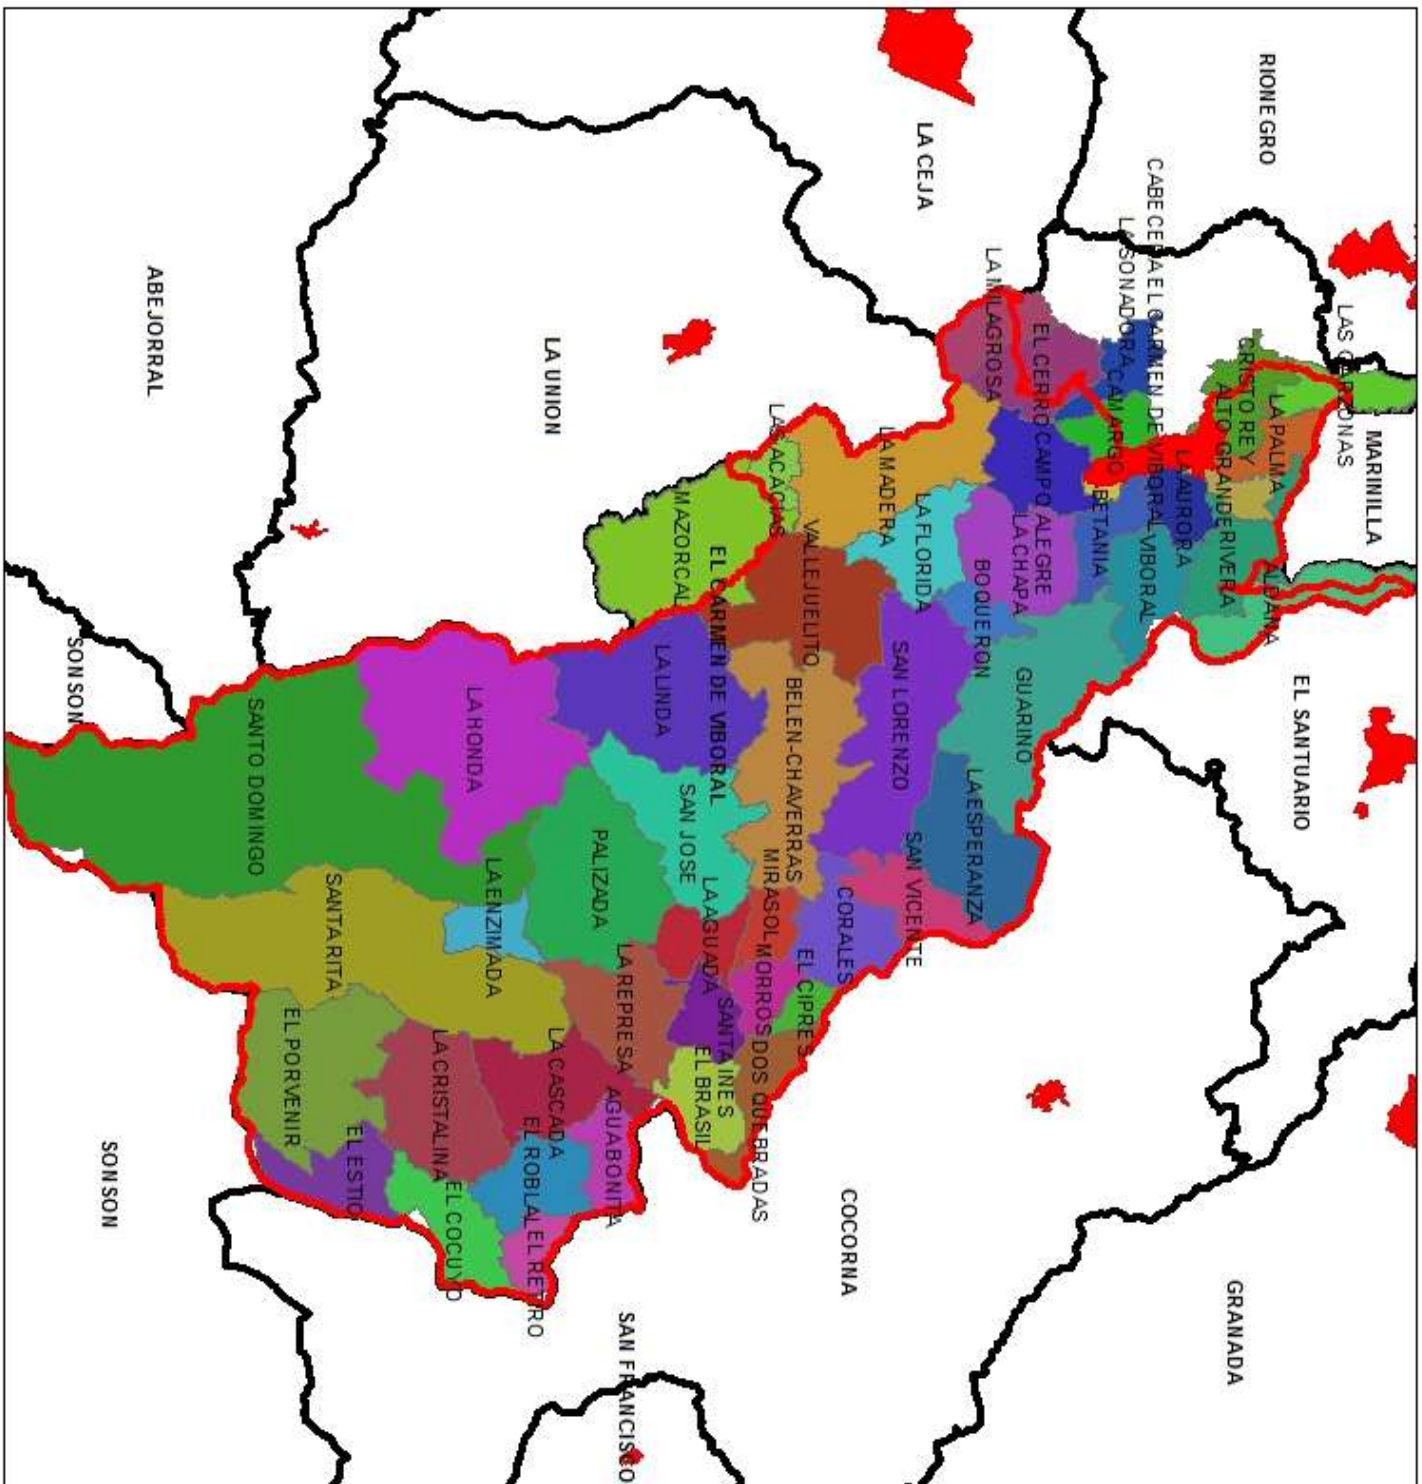 RIONEGRO
LA CEJA
CABECERA EL CARMEN DE VIBORAL
LA SONADORA
LA MILAGROSA
LAS GARZONAS
MARINILLA
CRISTO REY
LA PALMA
ALTO GRANDE
RIVERA
EL CERRO
CAMARGO
CAMPO ALEGRE
LA AURORA
BETANIA
VIBORAL
ALDANA
ABEJORRAL
LA UNION
LAS ACACIAS
LA MADERA
MAZORCAL
LA FLORIDA
LA CHAPA
BOQUERON
VALLEJUELITO
EL CARMEN DE VIBORAL
GUARINO
EL SANTUARIO
SAN LORENZO
LA LINDA
BELEN-CHAVERRAS
LA HONDA
SANTO DOMINGO
SONSON
LA ESPERANZA
SAN JOSE
PALIZADA
SAN VICENTE
MIRASOL
CORALES
LA AGUADA
LA ENZIMADA
SANTA RITA
LA REPRESA
EL CIPRES
MORROS
SANTA INES
DOS QUEBRADAS
EL BRASIL
EL PORVENIR
LA CRISTALINA
LA CASCADA
AGUABONITA
EL ROBLAL
EL ESTIO
EL COCUYO
EL RETIRO
SONSON
COCORNA
GRANADA
SAN FRANCISCO